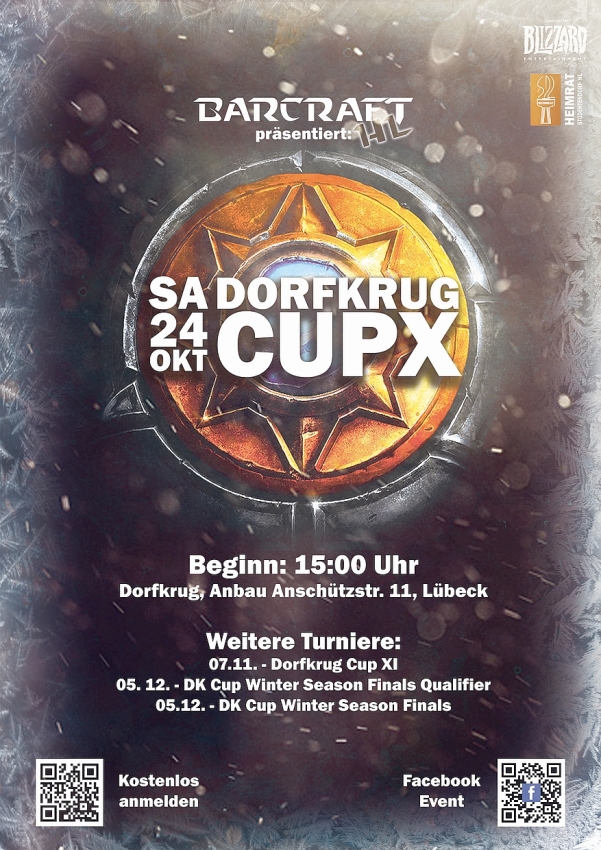 BLIZZARD
ENTERTAINMENT
HEIMRAT
BARCRAFT
HL
präsentiert:
SA DORFKRUG
24 CUPX
OKT
Beginn: 15:00 Uhr
Dorfkrug, Anbau Anschützstr. 11, Lübeck
Weitere Turniere:
07.11. - Dorfkrug Cup XI
05. 12. - DK Cup Winter Season Finals Qualifier
05.12. - DK Cup Winter Season Finals
Kostenlos
anmelden
Facebook
Event
f